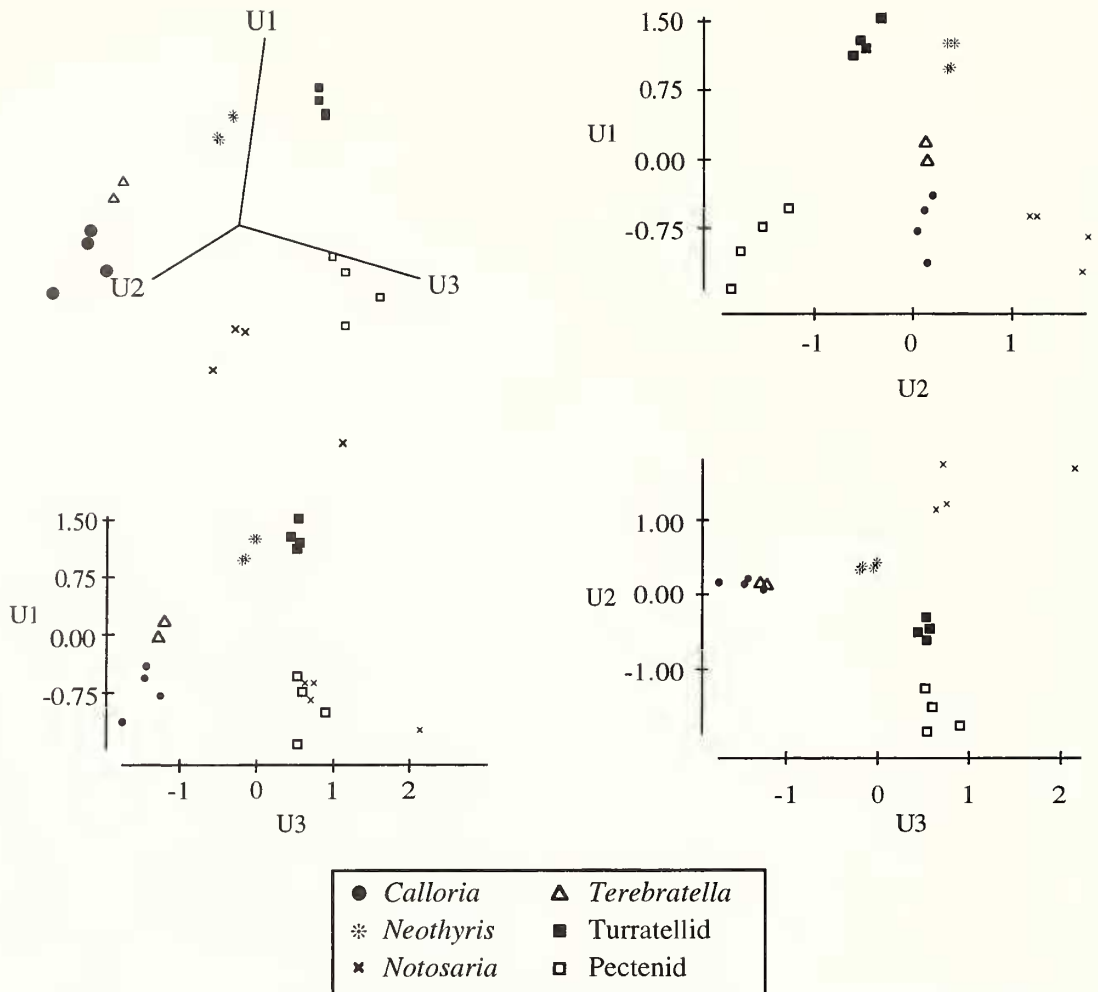 U1
U2
U3
1.50
0.75
U1
0.00
-0.75
-1
0
1
U2
1.50
0.75
U1
0.00
-0.75
-1
0
1
2
U3
1.00
U2
0.00
-1.00
-1
0
1
2
U3
Calloria
Terebratella
Neothyris
Turratellid
Notosaria
Pectenid